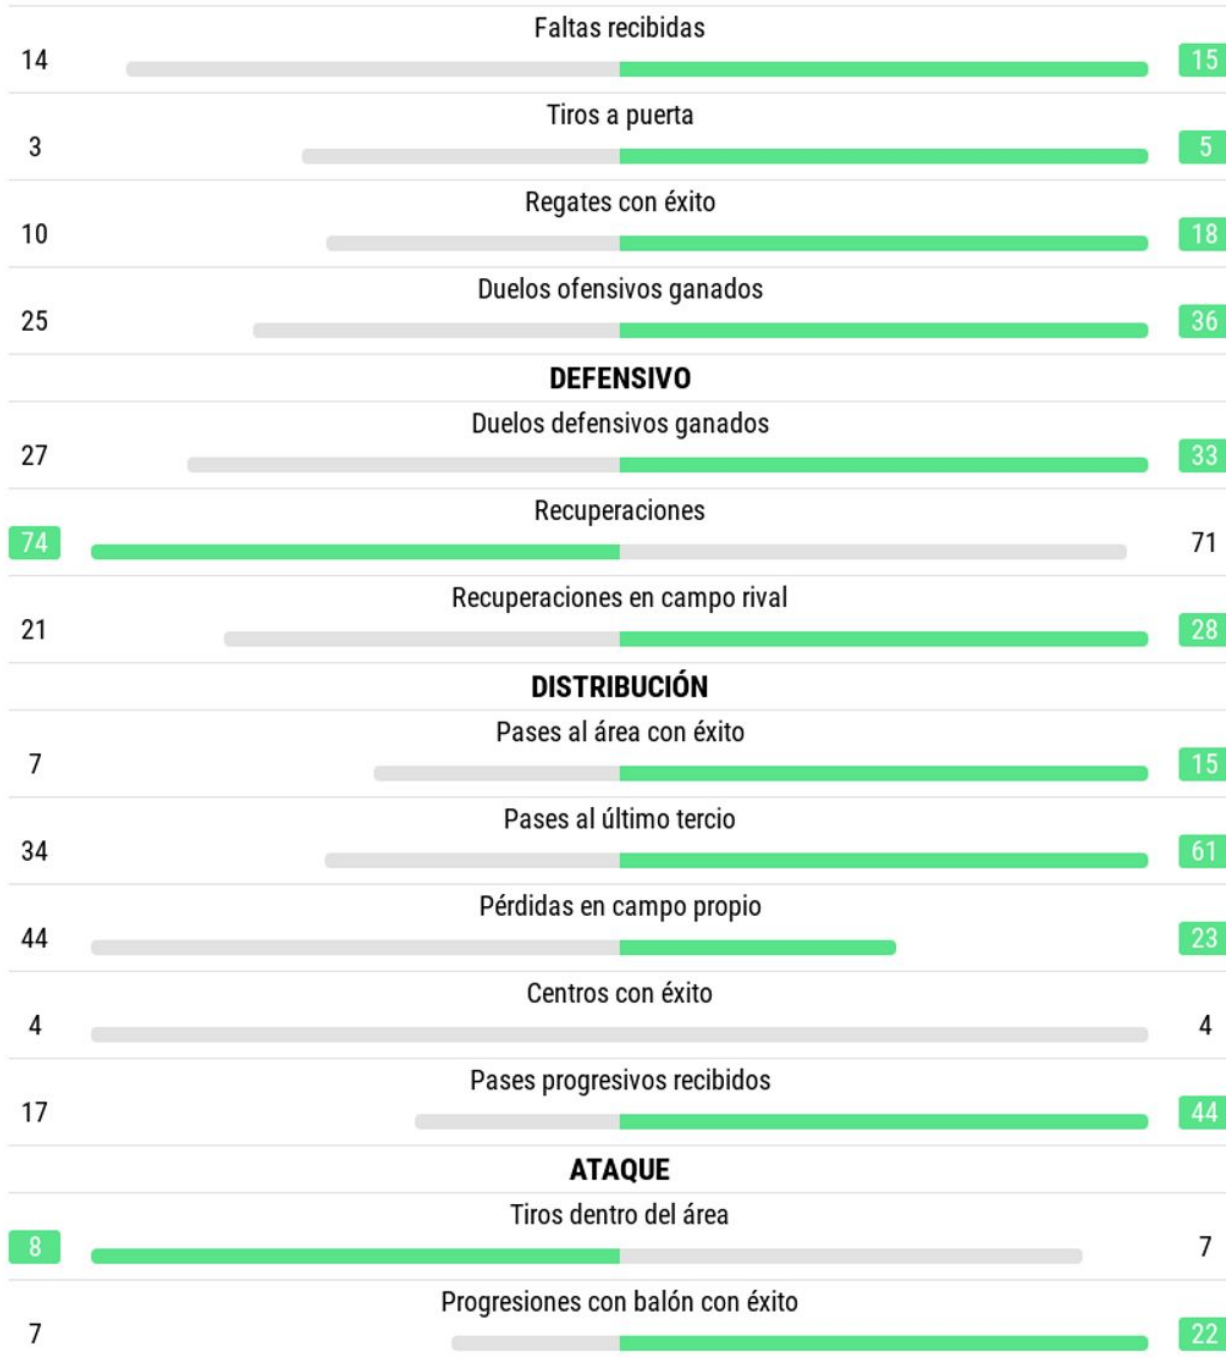 Faltas recibidas
14 15
Tiros a puerta
3 5
Regates con éxito
10 18
Duelos ofensivos ganados
25 36
DEFENSIVO
Duelos defensivos ganados
27 33
Recuperaciones
74 71
Recuperaciones en campo rival
21 28
DISTRIBUCIÓN
Pases al área con éxito
7 15
Pases al último tercio
34 61
Pérdidas en campo propio
44 23
Centros con éxito
4 4
Pases progresivos recibidos
17 44
ATAQUE
Tiros dentro del área
8 7
Progresiones con balón con éxito
7 22